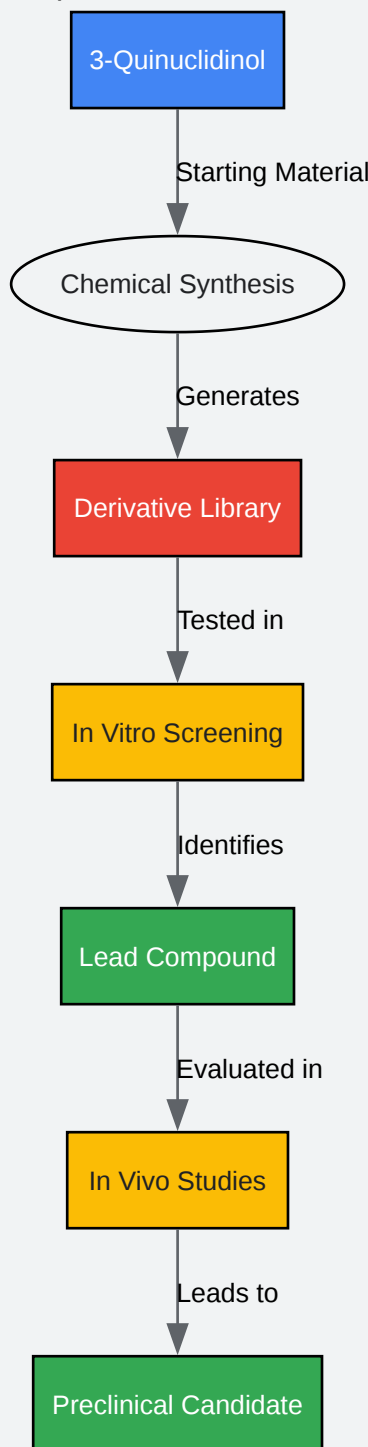 3-Quinuclidinol
Starting Material
Chemical Synthesis
Generates
Derivative Library
Tested in
In Vitro Screening
Identifies
Lead Compound
Evaluated in
In Vivo Studies
Leads to
Preclinical Candidate